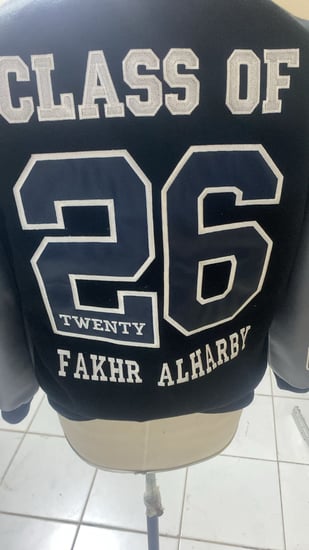 CLASS OF
26
TWENTY
FAKHR ALHARBY